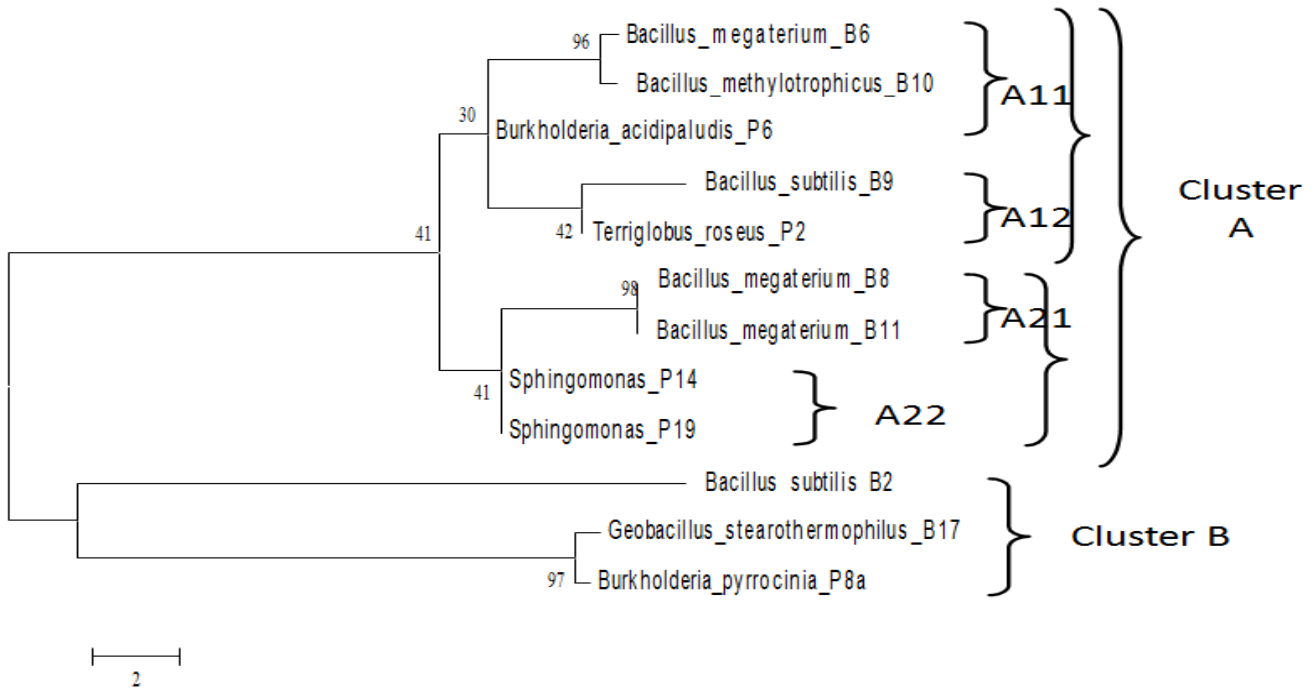 96
Bacillus_megaterium_B6
Bacillus_methylotrophicus_B10
A11
30
Burkholderia_acidipaludis_P6
Bacillus_subtilis_B9
A12
42
Terriglobus_roseus_P2
Cluster
A
41
98
Bacillus_megaterium_B8
Bacillus_megaterium_B11
A21
41
Sphingomonas_P14
A22
Sphingomonas_P19
Bacillus subtilis B2
Geobacillus_stearothermophilus_B17
Cluster B
97
Burkholderia_pyrrocinia_P8a
2